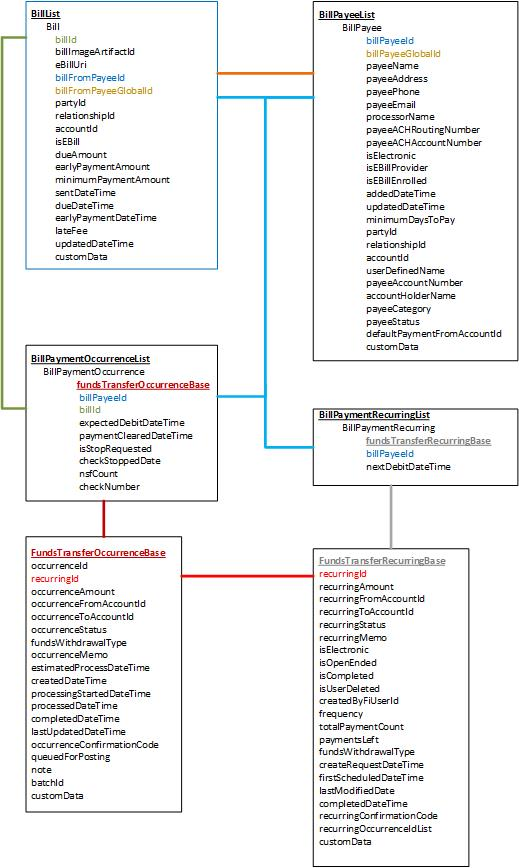 BillList
Bill
billId
billImageArtifactId
eBillUri
billFromPayeeId
billFromPayeeGlobalId
partyId
relationshipId
accountId
isEBill
dueAmount
earlyPaymentAmount
minimumPaymentAmount
sentDateTime
dueDateTime
earlyPaymentDateTime
lateFee
updatedDateTime
customData
BillPayeeList
BillPayee
billPayeeId
billPayeeGlobalId
payeeName
payeeAddress
payeePhone
payeeEmail
processorName
payeeACHRoutingNumber
payeeACHAccountNumber
isElectronic
isEBillProvider
isEBillEnrolled
addedDateTime
updatedDateTime
minimumDaysToPay
partyId
relationshipId
accountId
userDefinedName
payeeAccountNumber
accountHolderName
payeeCategory
payeeStatus
defaultPaymentFromAccountId
customData
BillPaymentOccurrenceList
BillPaymentOccurrence
fundsTransferOccurrenceBase
billPayeeId
billId
expectedDebitDateTime
paymentClearedDateTime
isStopRequested
checkStoppedDate
nsfCount
checkNumber
BillPaymentRecurringList
BillPaymentRecurring
fundsTransferRecurringBase
billPayeeId
nextDebitDateTime
FundsTransferOccurrenceBase
occurrenceId
recurringId
occurrenceAmount
occurrenceFromAccountId
occurrenceToAccountId
occurrenceStatus
fundsWithdrawalType
occurrenceMemo
estimatedProcessDateTime
createdDateTime
processingStartedDateTime
processedDateTime
completedDateTime
lastUpdatedDateTime
occurrenceConfirmationCode
queuedForPosting
note
batchId
customData
FundsTransferRecurringBase
recurringId
recurringAmount
recurringFromAccountId
recurringToAccountId
recurringStatus
recurringMemo
isElectronic
isOpenEnded
isCompleted
isUserDeleted
createdByFiUserId
frequency
totalPaymentCount
paymentsLeft
fundsWithdrawalType
createRequestDateTime
firstScheduledDateTime
lastModifiedDate
completedDateTime
recurringConfirmationCode
recurringOccurrenceIdList
customData